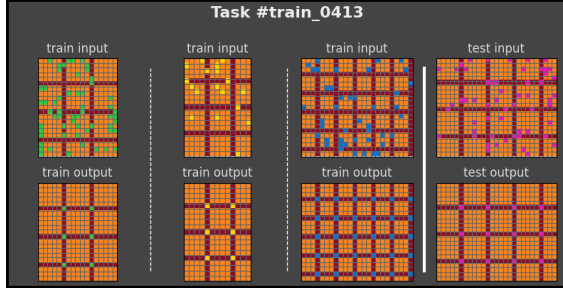 Task #train_0413
train input
train input
train input
test input
train output
train output
train output
test output